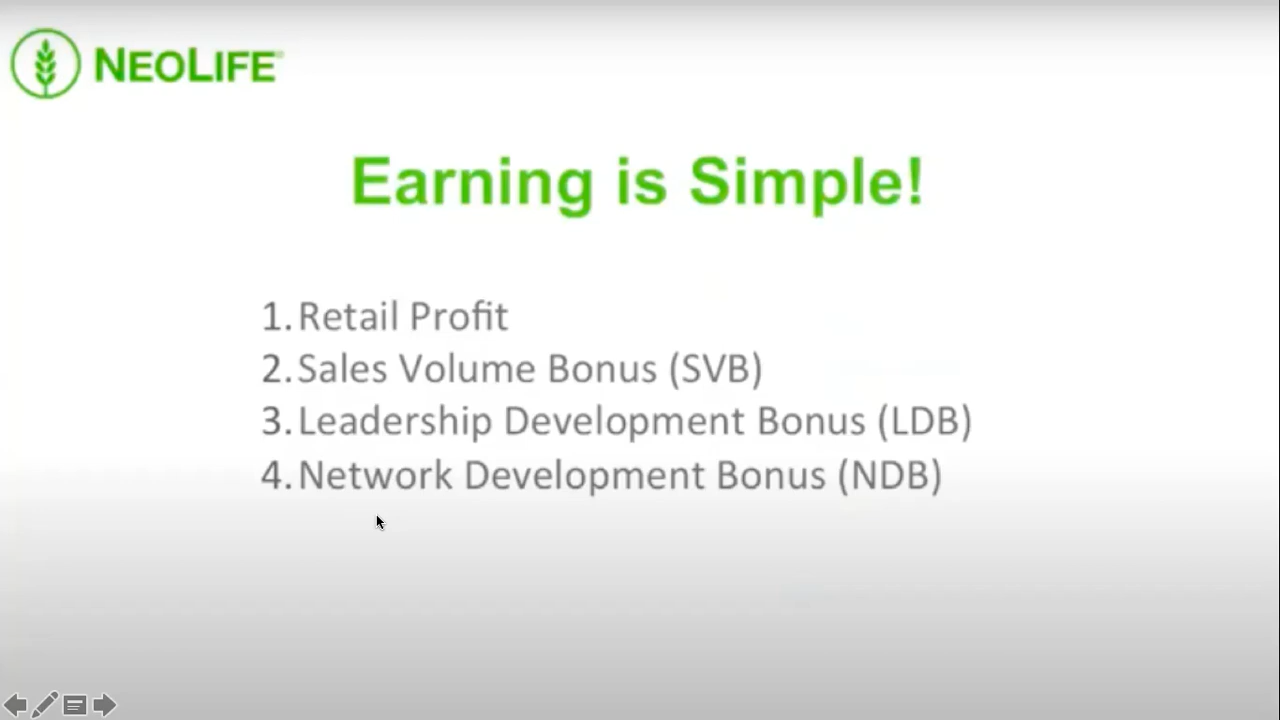 NEOLIFE
Earning is Simple!
1. Retail Profit
2. Sales Volume Bonus (SVB)
3. Leadership Development Bonus (LDB)
4. Network Development Bonus (NDB)